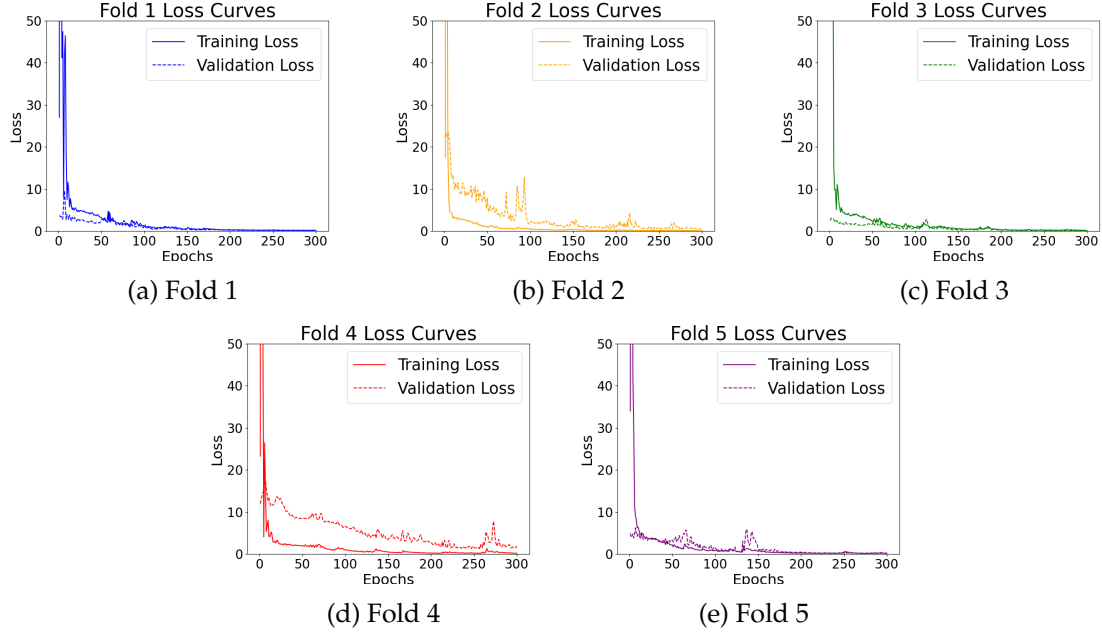 Fold 1 Loss Curves
50
40
30
20
10
0
Loss
Training Loss
Validation Loss
0 50 100 150 200 250 300
Epochs
(a) Fold 1
Fold 2 Loss Curves
50
40
30
20
10
0
Loss
Training Loss
Validation Loss
0 50 100 150 200 250 300
Epochs
(b) Fold 2
Fold 3 Loss Curves
50
40
30
20
10
0
Loss
Training Loss
Validation Loss
0 50 100 150 200 250 300
Epochs
(c) Fold 3
Fold 4 Loss Curves
50
40
30
20
10
0
Loss
Training Loss
Validation Loss
0 50 100 150 200 250 300
Epochs
(d) Fold 4
Fold 5 Loss Curves
50
40
30
20
10
0
Loss
Training Loss
Validation Loss
0 50 100 150 200 250 300
Epochs
(e) Fold 5